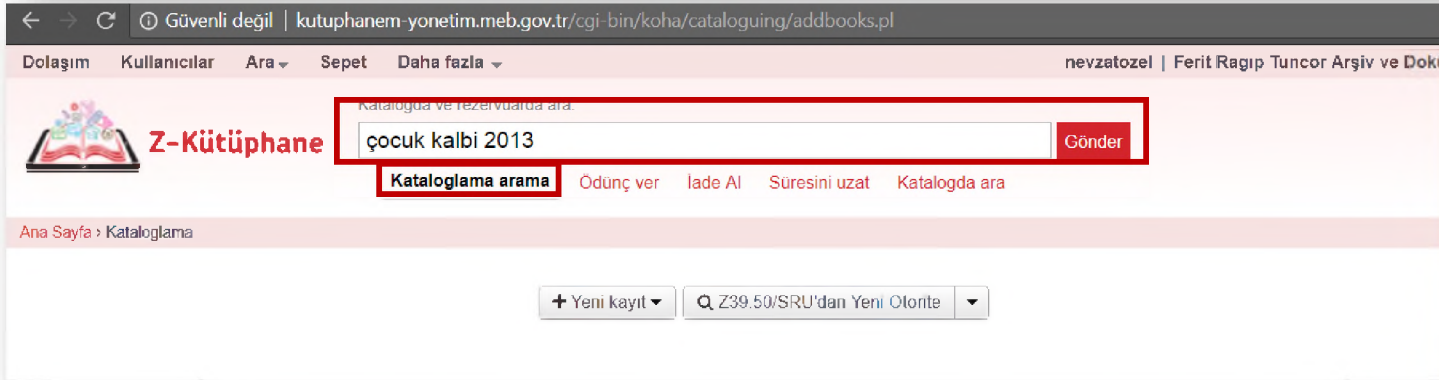 Güvenli değil | kutuphanem-yonetim.meb.gov.tr/cgi-bin/koha/cataloguing/addbooks.pl
Dolaşım Kullanıcılar Ara Sepet Daha fazla nevzatozel | Ferit Ragıp Tuncor Arşiv ve
Katalogda ve rezervuarda ara:
Z-Kütüphane
çocuk kalbi 2013 Gönder
Kataloglama arama Ödünç ver İade Al Süresini uzat Katalogda ara
Ana Sayfa › Kataloglama
+ Yeni kayıt Z39.50/SRU'dan Yeni Otorite